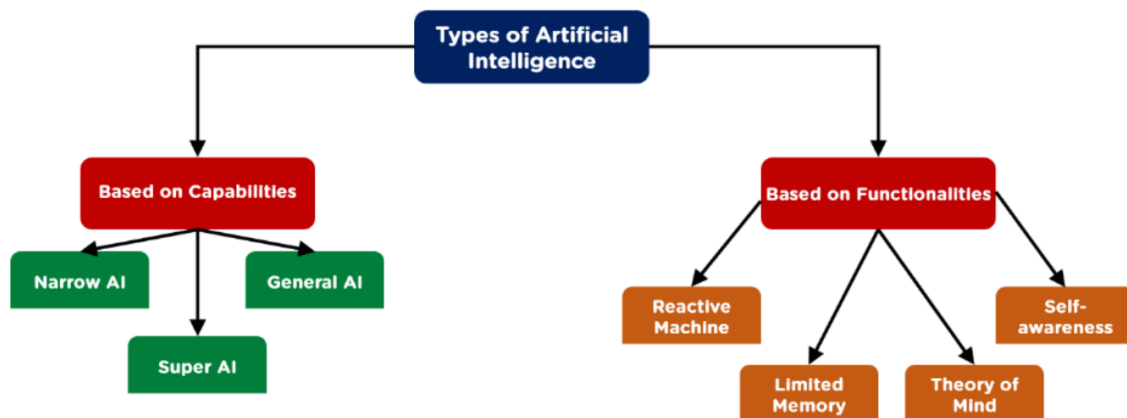 Types of Artificial
Intelligence
Based on Capabilities
Based on Functionalities
Narrow AI
General AI
Super AI
Reactive
Machine
Self-
awareness
Limited
Memory
Theory of
Mind